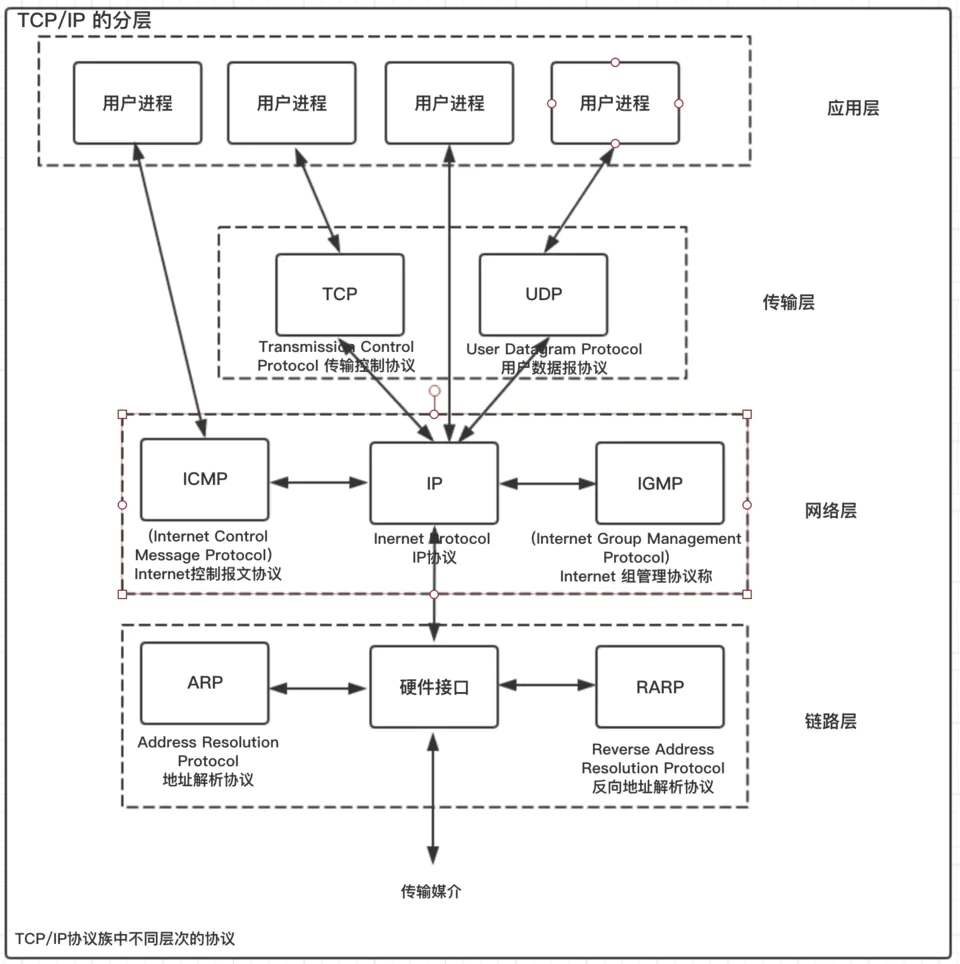 TCP/IP 的分层
用户进程
用户进程
用户进程
用户进程
应用层
TCP
UDP
传输层
Transmission Control
Protocol 传输控制协议
User Datagram Protocol
用户数据报协议
ICMP
IP
IGMP
网络层
(Internet Control
Message Protocol)
Internet控制报文协议
Inernet Protocol
IP协议
(Internet Group Management
Protocol)
Internet 组管理协议称
ARP
硬件接口
RARP
链路层
Address Resolution
Protocol
地址解析协议
Reverse Address
Resolution Protocol
反向地址解析协议
传输媒介
TCP/IP协议族中不同层次的协议